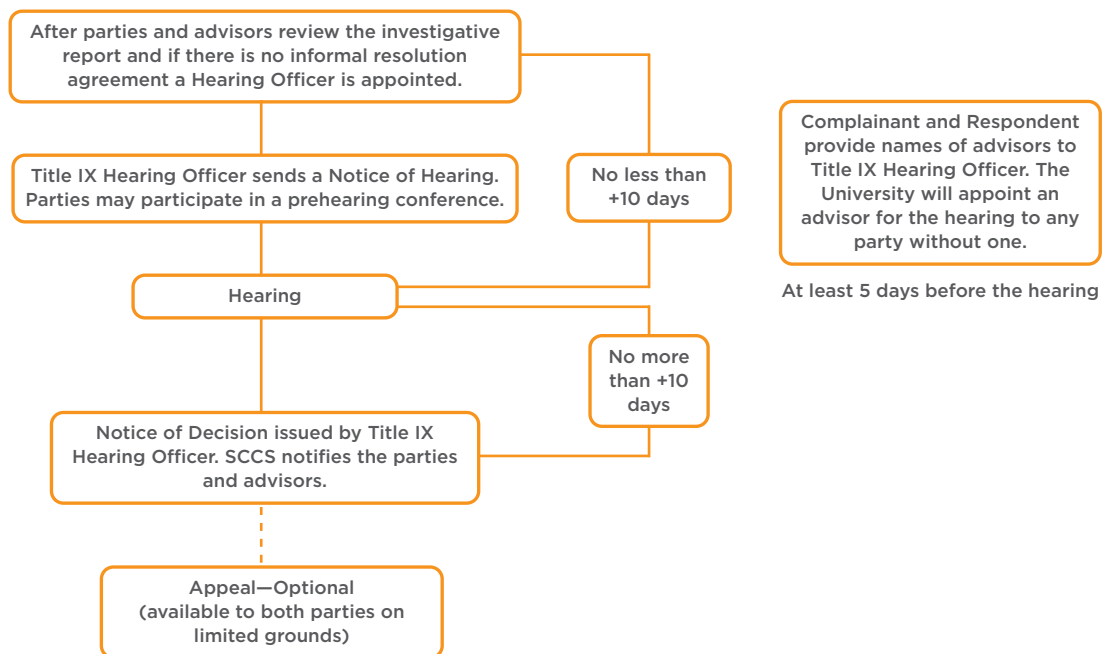 After parties and advisors review the investigative
report and if there is no informal resolution
agreement a Hearing Officer is appointed.
Title IX Hearing Officer sends a Notice of Hearing.
Parties may participate in a prehearing conference.
No less than
+10 days
Complainant and Respondent
provide names of advisors to
Title IX Hearing Officer. The
University will appoint an
advisor for the hearing to any
party without one.
At least 5 days before the hearing
Hearing
No more
than +10
days
Notice of Decision issued by Title IX
Hearing Officer. SCCS notifies the parties
and advisors.
Appeal—Optional
(available to both parties on
limited grounds)